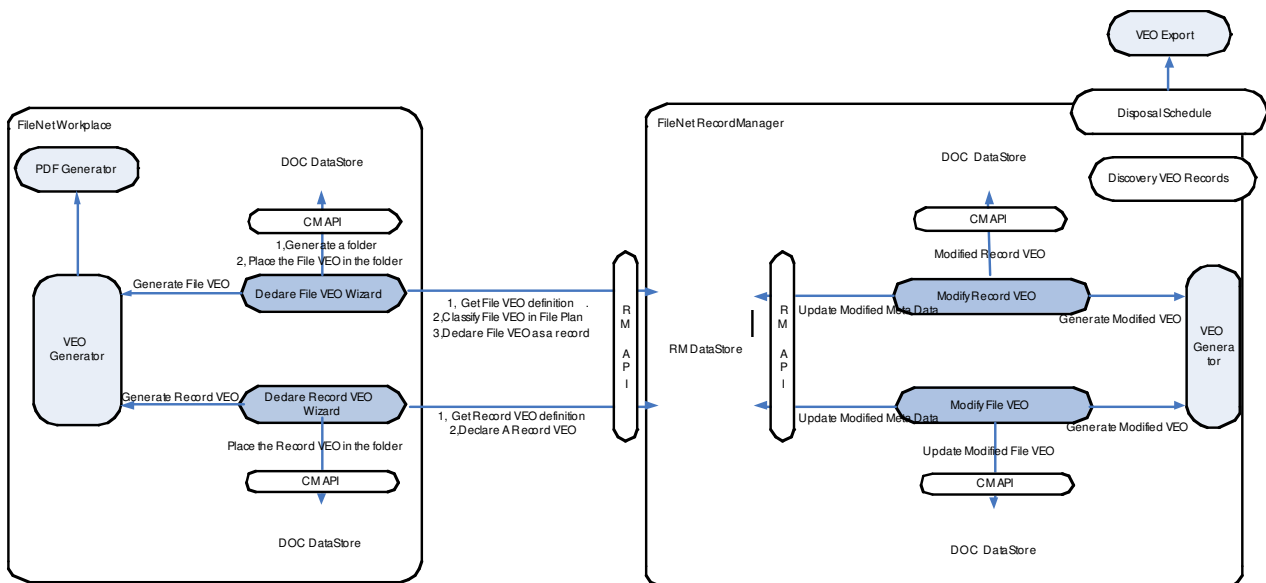 VEO Export
FileNet Workplace
FileNet RecordManager
Disposal Schedule
PDF Generator
DOC DataStore
DOC DataStore
Discovery VEO Records
CM API
CM API
1,Generate a folder
2, Place the File VEO in the folder
Modified Record VEO
Generate File VEO
Declare File VEO Wizard
1, Get File VEO definition .
2,Classify File VEO in File Plan
3,Declare File VEO as a record
RM API
RM API
Modify Record VEO
Update Modified Meta Data
Generate Modified VEO
VEO
Generator
RM DataStore
VEO
Genera
tor
Generate Record VEO
Declare Record VEO
Wizard
1, Get Record VEO definition
2,Declare A Record VEO
Modify File VEO
Update Modified Meta Data
Generate Modified VEO
Place the Record VEO in the folder
Update Modified File VEO
CM API
CM API
DOC DataStore
DOC DataStore